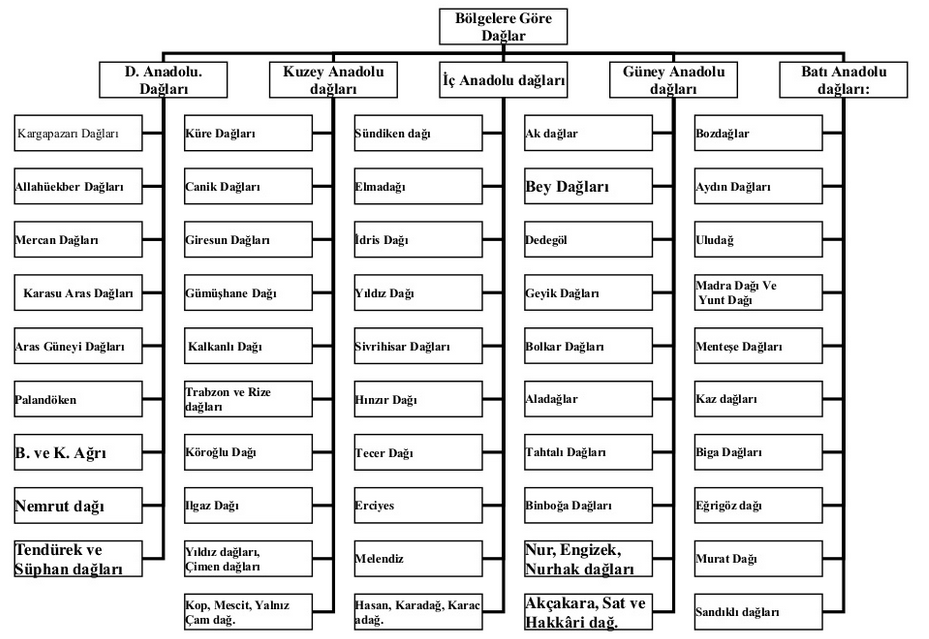 Bölgelere Göre
Dağlar
D. Anadolu.
Dağları
Kargapazarı Dağları
Allahüekber Dağları
Mercan Dağları
Karasu Aras Dağları
Aras Güneyi Dağları
Palandöken
B. ve K. Ağrı
Nemrut dağı
Tendürek ve
Süphan dağları
Kuzey Anadolu
dağları
Küre Dağları
Canik Dağları
Giresun Dağları
Gümüşhane Dağı
Kalkanlı Dağı
Trabzon ve Rize
dağları
Köroğlu Dağı
Ilgaz Dağı
Yıldız dağları,
Çimen dağları
Kop, Mescit, Yalnız
Çam dağ.
İç Anadolu dağları
Sündiken dağı
Elmadağı
İdris Dağı
Yıldız Dağı
Sivrihisar Dağları
Hınzır Dağı
Tecer Dağı
Erciyes
Melendiz
Hasan, Karadağ, Karac
adağ.
Güney Anadolu
dağları
Ak dağlar
Bey Dağları
Dedegöl
Geyik Dağları
Bolkar Dağları
Aladağlar
Tahtalı Dağları
Binboğa Dağları
Nur, Engizek,
Nurhak dağları
Akçakara, Sat ve
Hakkâri dağ.
Batı Anadolu
dağları:
Bozdağlar
Aydın Dağları
Uludağ
Madra Dağı Ve
Yunt Dağı
Menteşe Dağları
Kaz dağları
Biga Dağları
Eğrigöz dağı
Murat Dağı
Sandıklı dağları